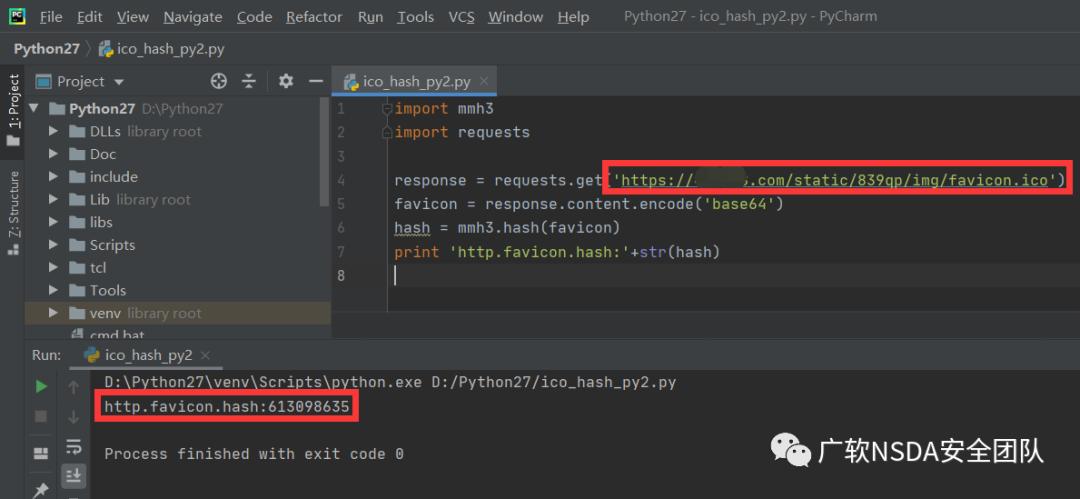 PC File Edit View Navigate Code Refactor Run Tools VCS Window Help Python27 - ico_hash_py2.py - PyCharm
Python27 ico_hash_py2.py
1: Project
Project
ico_hash_py2.py
Python27 D:\Python27
DLLs library root
Doc
include
Lib library root
libs
Scripts
tcl
Tools
venv library root
cmd.bat
7: Structure
1 import mmh3
2 import requests
3
4 response = requests.get('https:// .com/static/839qp/img/favicon.ico')
5 favicon = response.content.encode('base64')
6 hash = mmh3.hash(favicon)
7 print 'http.favicon.hash:'+str(hash)
8
Run: ico_hash_py2
D:\Python27\venv\Scripts\python.exe D:/Python27/ico_hash_py2.py
http.favicon.hash:613098635
Process finished with exit code 0
广软NSDA安全团队